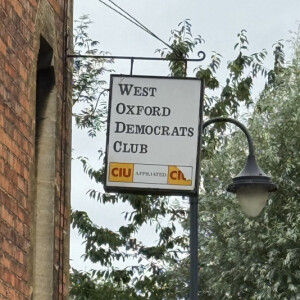 WEST
OXFORD
DEMOCRATS
CLUB
CIU AFFILIATED CIU